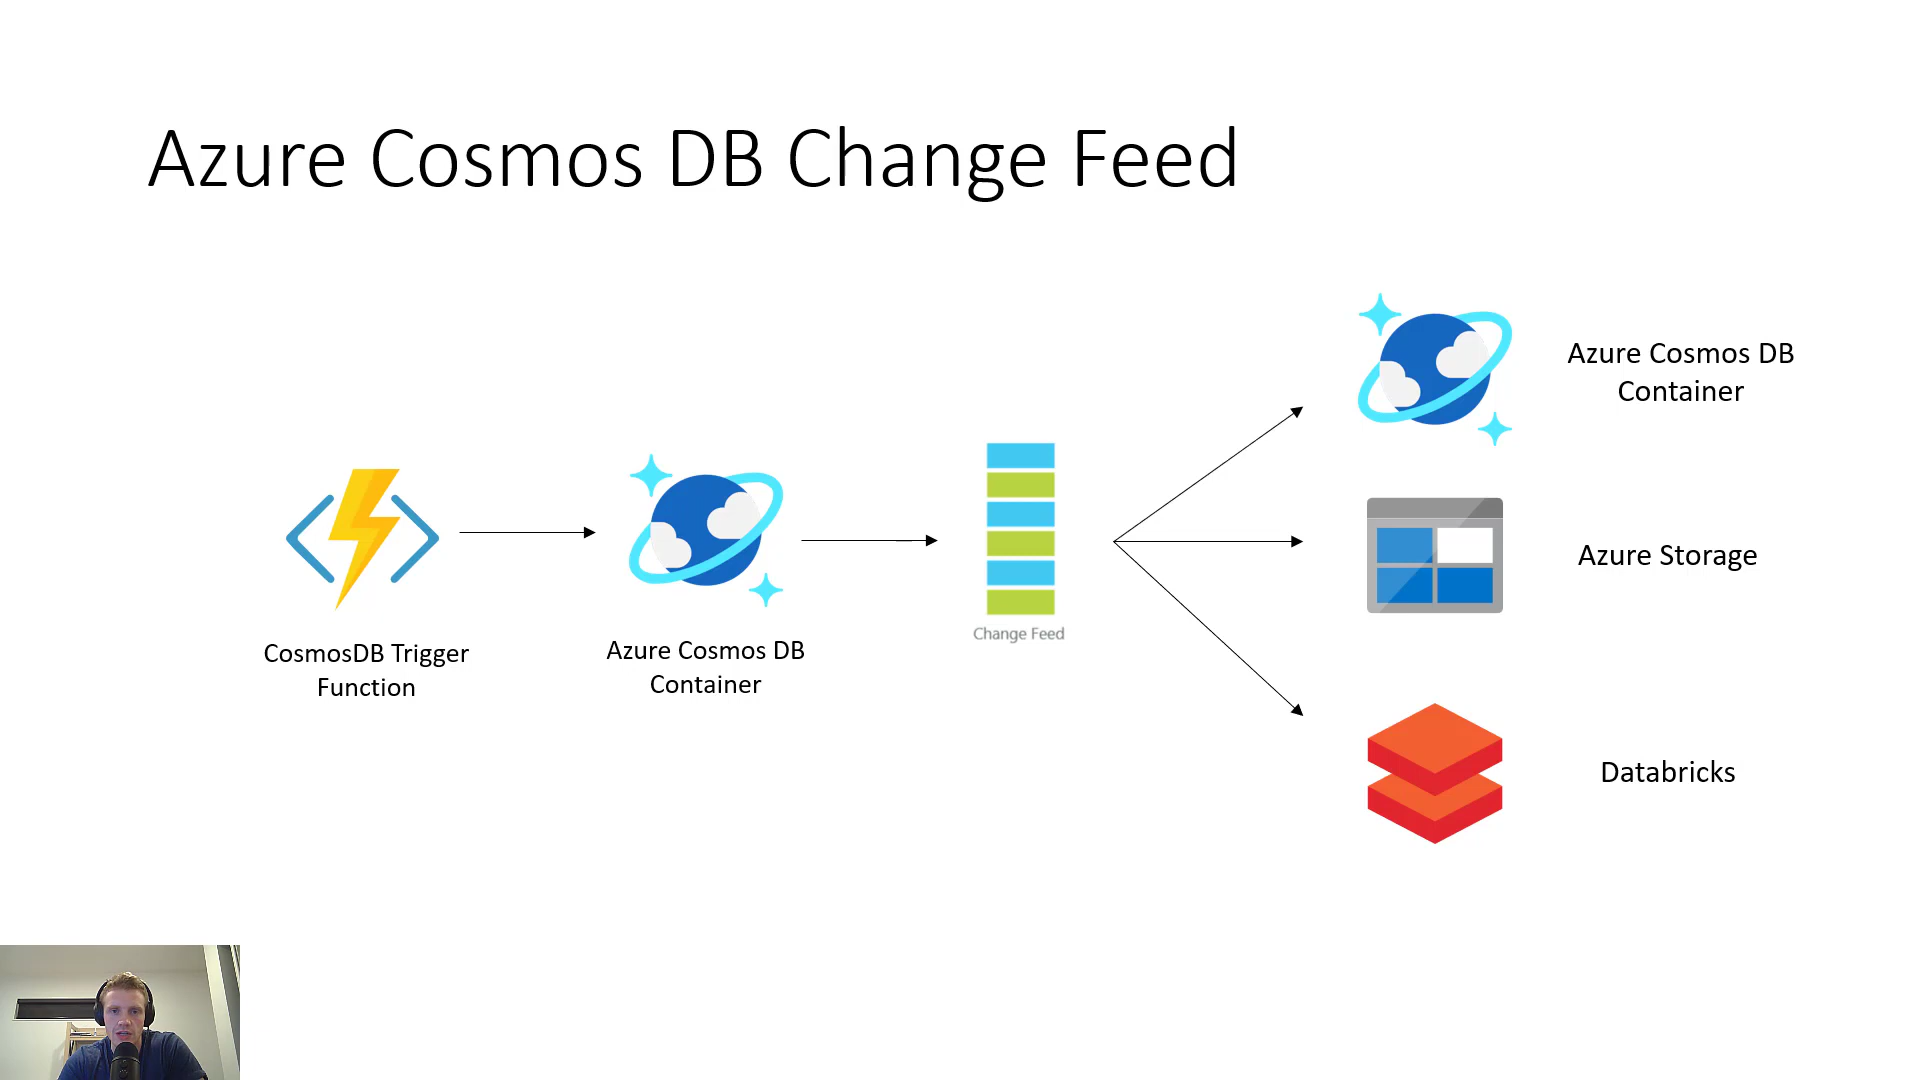 Azure Cosmos DB Change Feed
CosmosDB Trigger
Function
Azure Cosmos DB
Container
Change Feed
Azure Cosmos DB
Container
Azure Storage
Databricks